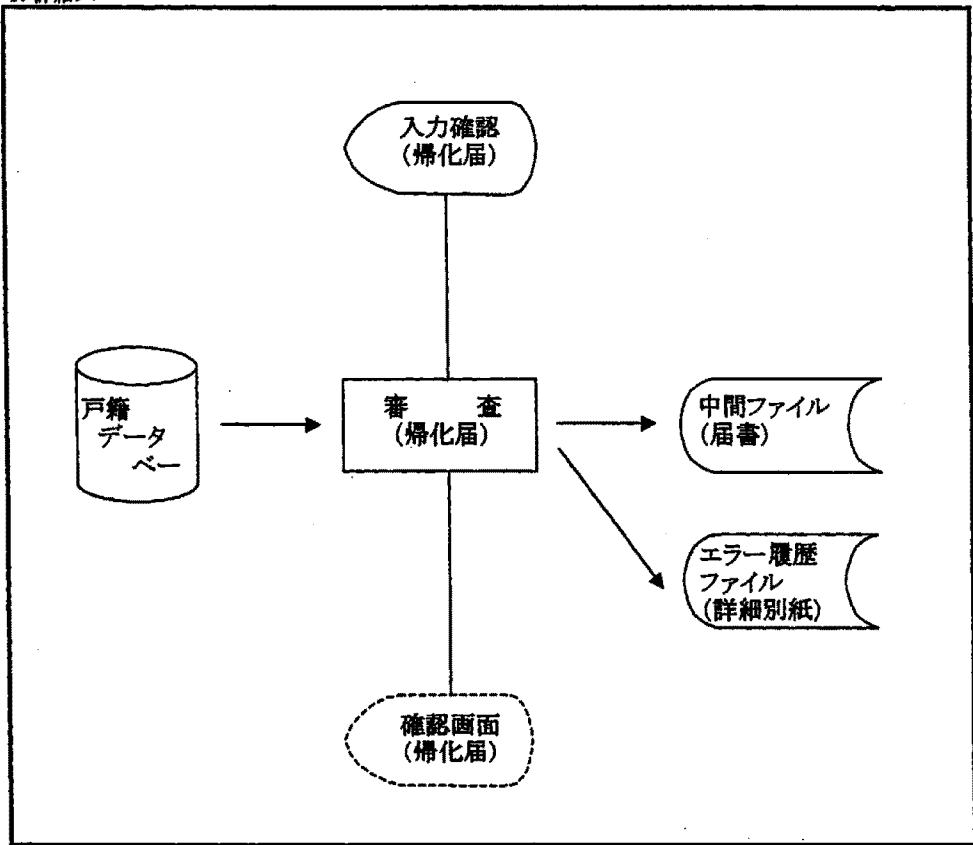 入力確認
(帰化届)
戸籍
データ
ベー
審　　査
(帰化届)
中間ファイル
(届書)
エラー履歴
ファイル
(詳細別紙)
確認画面
(帰化届)